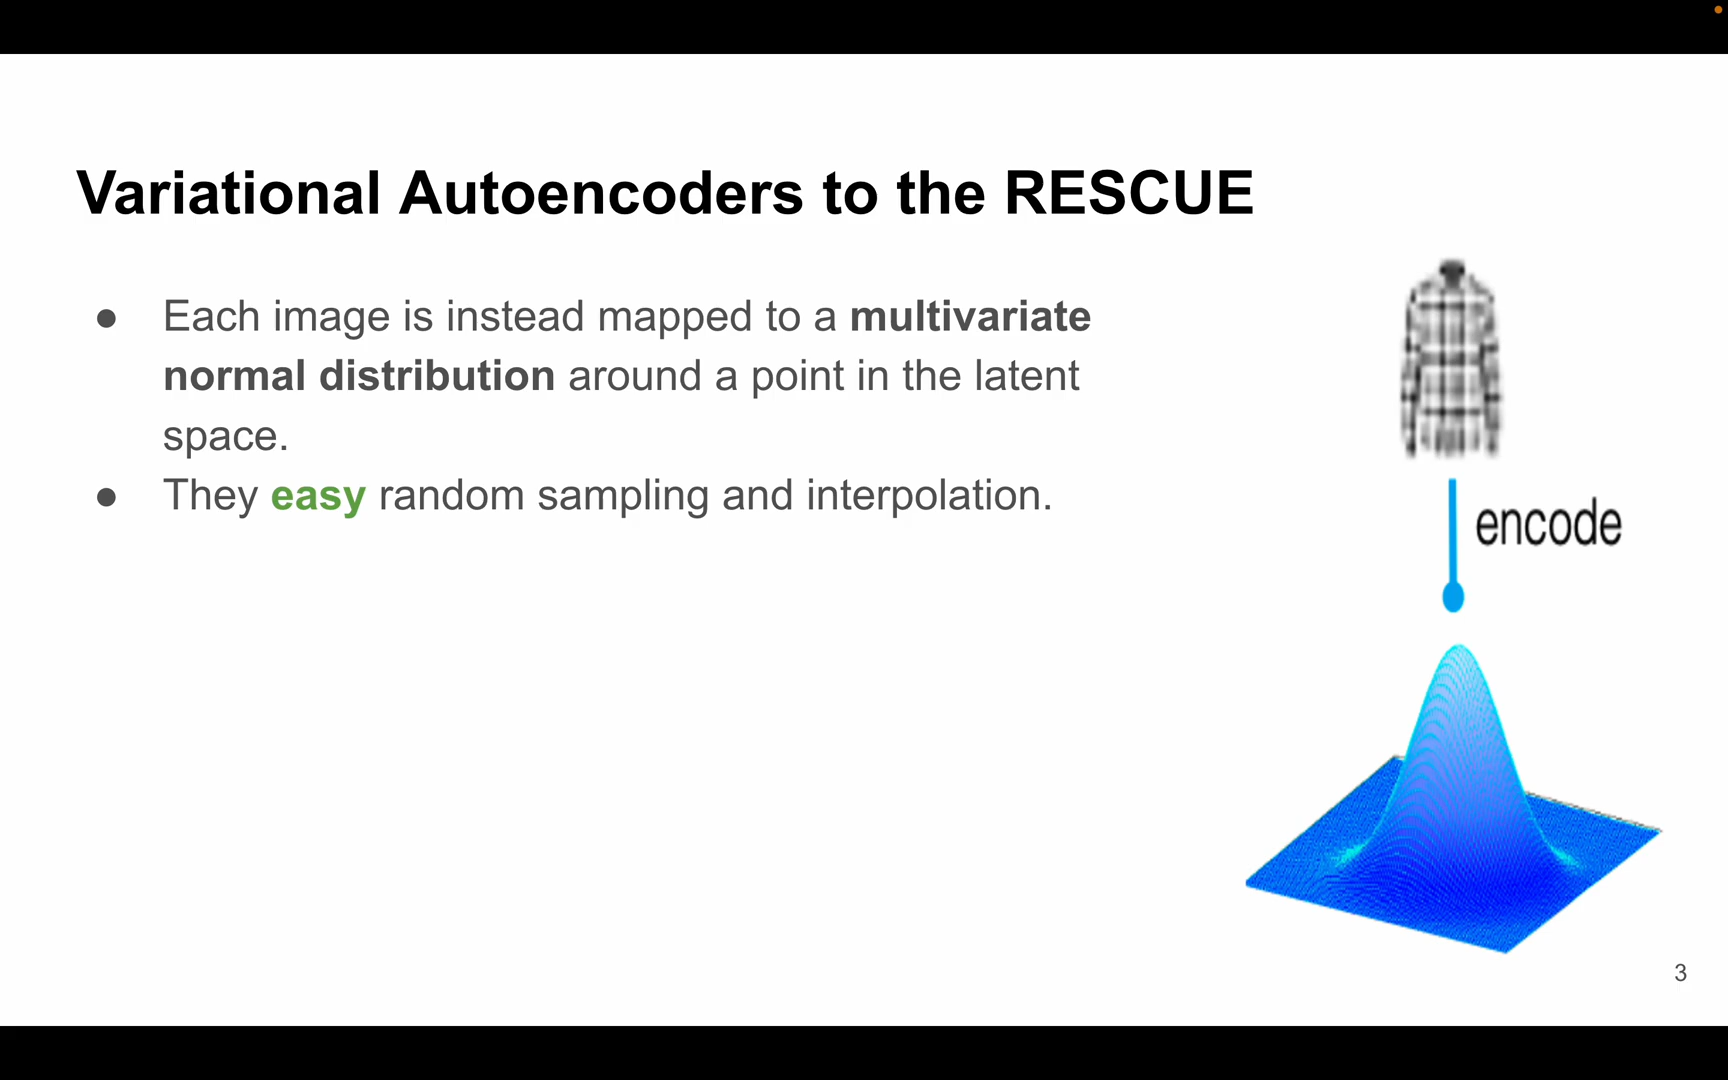 Variational Autoencoders to the RESCUE
● Each image is instead mapped to a multivariate
normal distribution around a point in the latent
space.
● They easy random sampling and interpolation.
encode
3